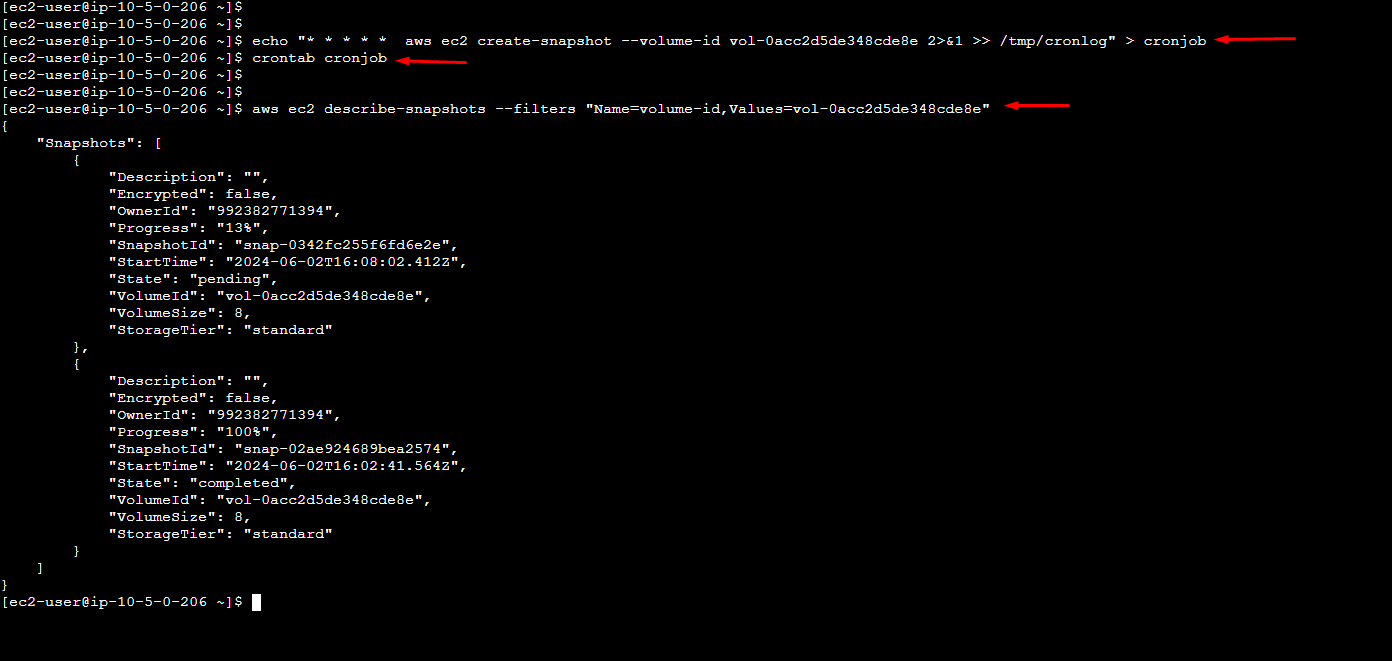 [ec2-user@ip-10-5-0-206 ~]$
[ec2-user@ip-10-5-0-206 ~]$
[ec2-user@ip-10-5-0-206 ~]$ echo "* * * * *  aws ec2 create-snapshot --volume-id vol-0acc2d5de348cde8e 2>&1 >> /tmp/cronlog" > cronjob
[ec2-user@ip-10-5-0-206 ~]$ crontab cronjob
[ec2-user@ip-10-5-0-206 ~]$
[ec2-user@ip-10-5-0-206 ~]$
[ec2-user@ip-10-5-0-206 ~]$ aws ec2 describe-snapshots --filters "Name=volume-id,Values=vol-0acc2d5de348cde8e"
{
    "Snapshots": [
        {
            "Description": "",
            "Encrypted": false,
            "OwnerId": "992382771394",
            "Progress": "13%",
            "SnapshotId": "snap-0342fc255f6fd6e2e",
            "StartTime": "2024-06-02T16:08:02.412Z",
            "State": "pending",
            "VolumeId": "vol-0acc2d5de348cde8e",
            "VolumeSize": 8,
            "StorageTier": "standard"
        },
        {
            "Description": "",
            "Encrypted": false,
            "OwnerId": "992382771394",
            "Progress": "100%",
            "SnapshotId": "snap-02ae924689bea2574",
            "StartTime": "2024-06-02T16:02:41.564Z",
            "State": "completed",
            "VolumeId": "vol-0acc2d5de348cde8e",
            "VolumeSize": 8,
            "StorageTier": "standard"
        }
    ]
}
[ec2-user@ip-10-5-0-206 ~]$